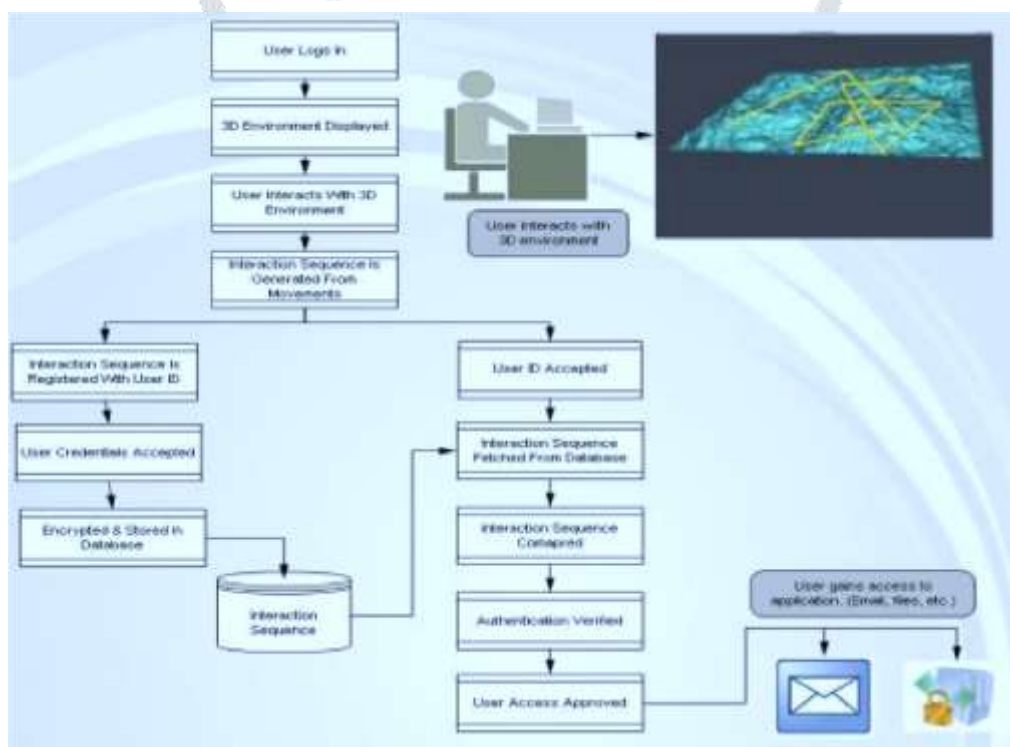 User Logs In
3D Environment Displayed
User Interacts With 3D
Environment
User interacts with
3D environment
Interaction Sequence Is
Generated From
Movements
Interaction Sequence Is
Registered With User ID
User ID Accepted
User Credentials Accepted
Interaction Sequence
Fetched From Database
Encrypted & Stored in
Database
Interaction Sequence
Comapred
Interaction
Sequence
User gains access to
application. (Email, files, etc.)
Authentication Verified
User Access Approved